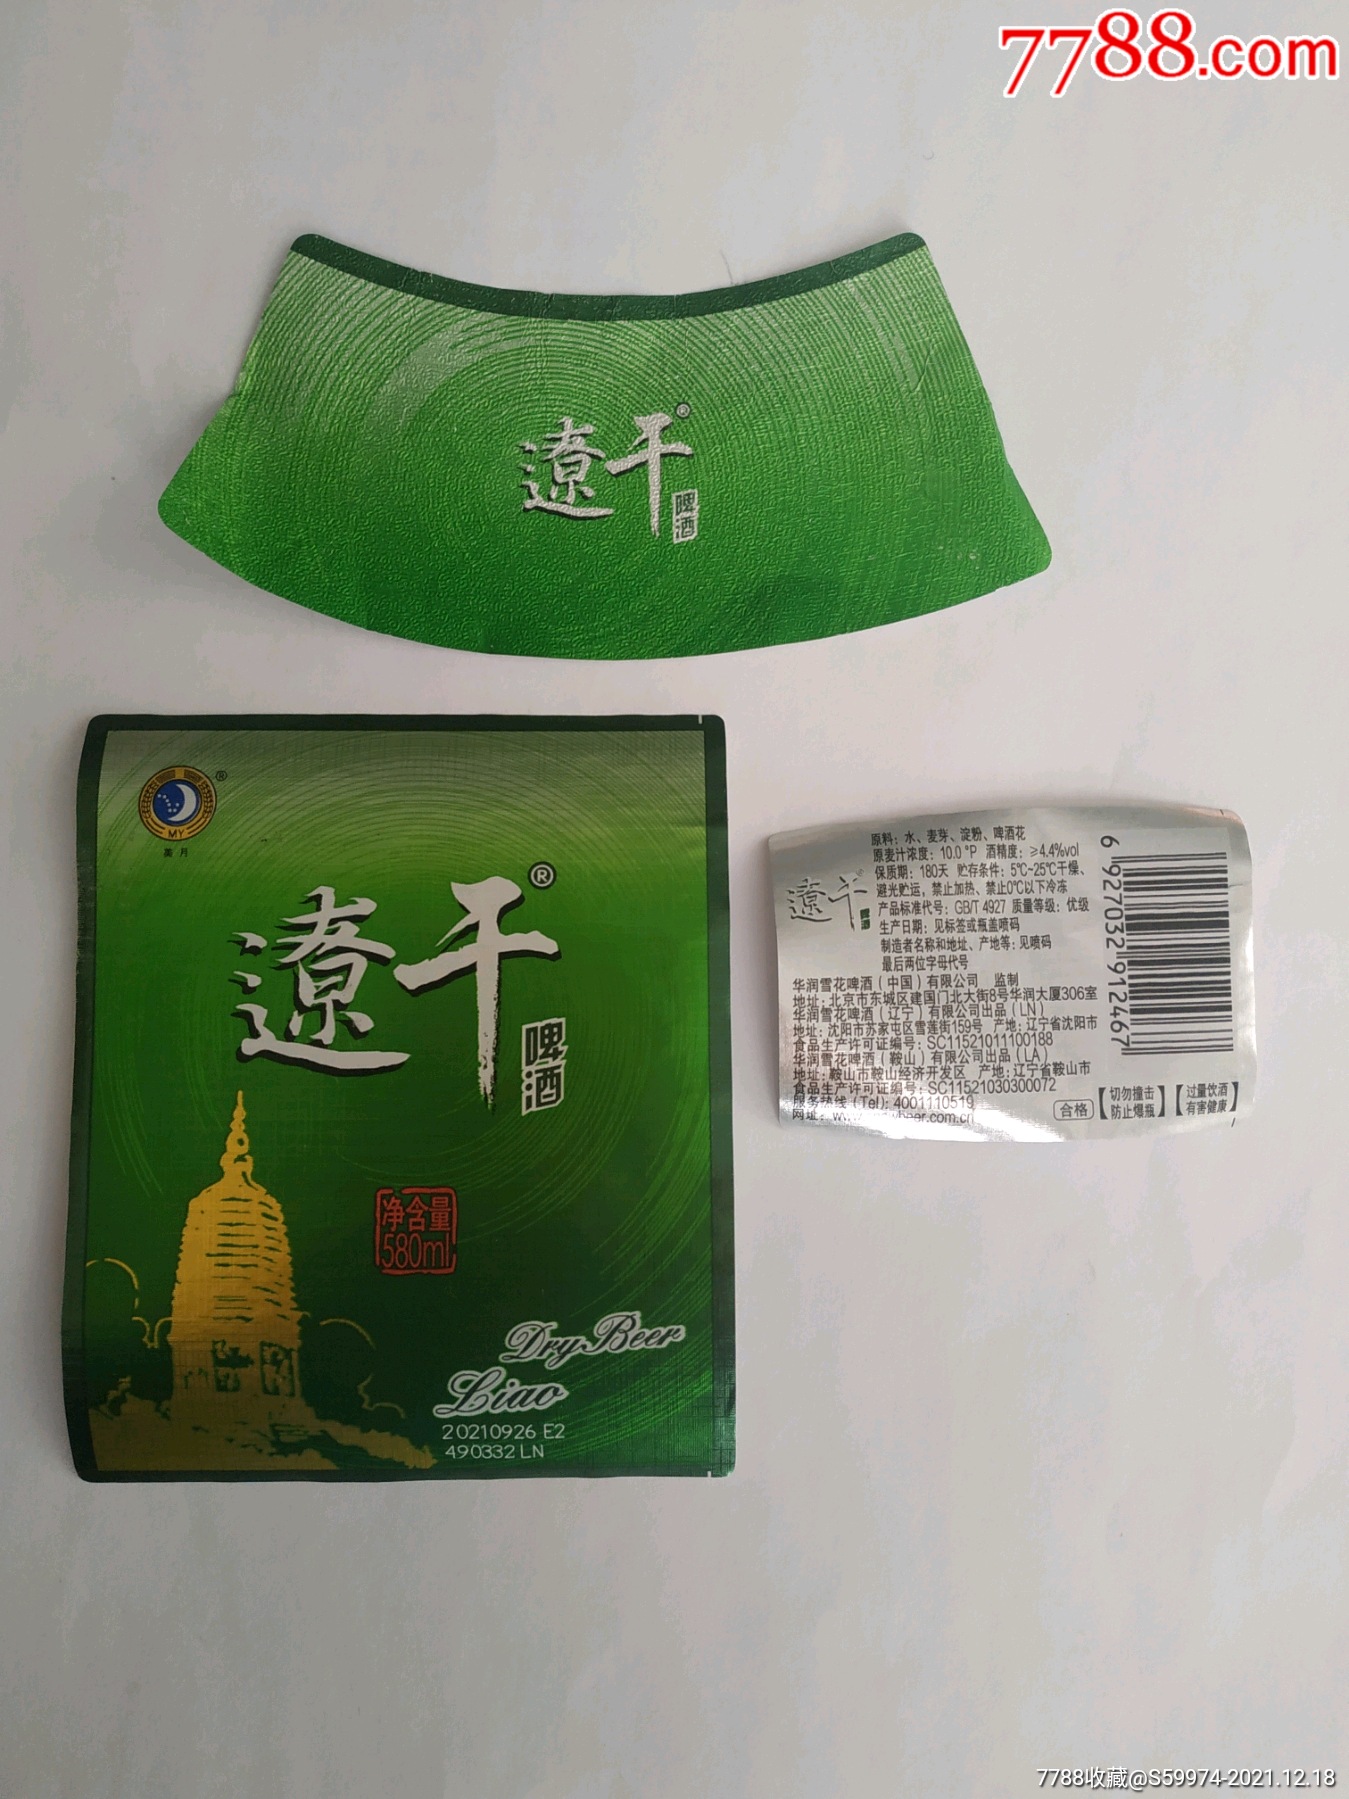 7788.com
遼干®
啤酒
®
MY
美月
遼干®
啤酒
净含量
580ml
Dry Beer
Liao
20210926 E2
490332 LN
遼干
啤酒
原料：水、麦芽、淀粉、啤酒花
原麦汁浓度：10.0 °P 酒精度：≥4.4%vol
保质期：180天 贮存条件：5℃~25℃干燥、
避光贮运，禁止加热、禁止0℃以下冷冻
产品标准代号：GB/T 4927 质量等级：优级
生产日期：见标签或瓶盖喷码
制造者名称和地址、产地等：见喷码
最后两位字母代号
华润雪花啤酒（中国）有限公司 监制
地址：北京市东城区建国门北大街8号华润大厦306室
华润雪花啤酒（辽宁）有限公司出品（LN）
地址：沈阳市苏家屯区雪莲街159号 产地：辽宁省沈阳市
食品生产许可证编号：SC11521011100188
华润雪花啤酒（鞍山）有限公司出品（LA）
地址：鞍山市鞍山经济开发区 产地：辽宁省鞍山市
食品生产许可证编号：SC11521030300072
服务热线（Tel）：4001110519
网址：
合格
【切勿撞击
防止爆瓶】
【过量饮酒
有害健康】
6 927032 912467
7788收藏@S59974-2021.12.18